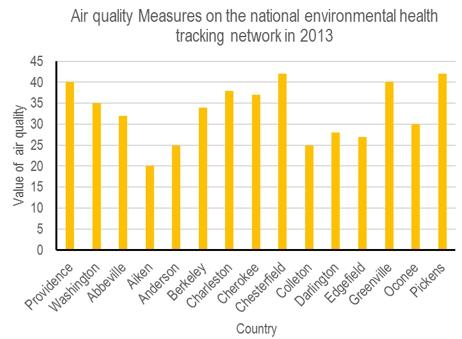 Air quality Measures on the national environmental health
tracking network in 2013
Value of air quality
45
40
35
30
25
20
15
10
5
0
Providence
Washington
Abbeville
Aiken
Anderson
Berkeley
Charleston
Cherokee
Chesterfield
Colleton
Darlington
Edgefield
Greenville
Oconee
Pickens
Country